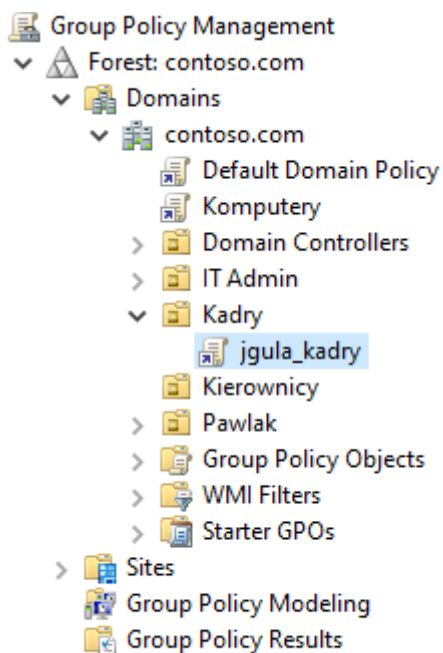 Group Policy Management
Forest: contoso.com
Domains
contoso.com
Default Domain Policy
Komputery
Domain Controllers
IT Admin
Kadry
jgula_kadry
Kierownicy
Pawlak
Group Policy Objects
WMI Filters
Starter GPOs
Sites
Group Policy Modeling
Group Policy Results